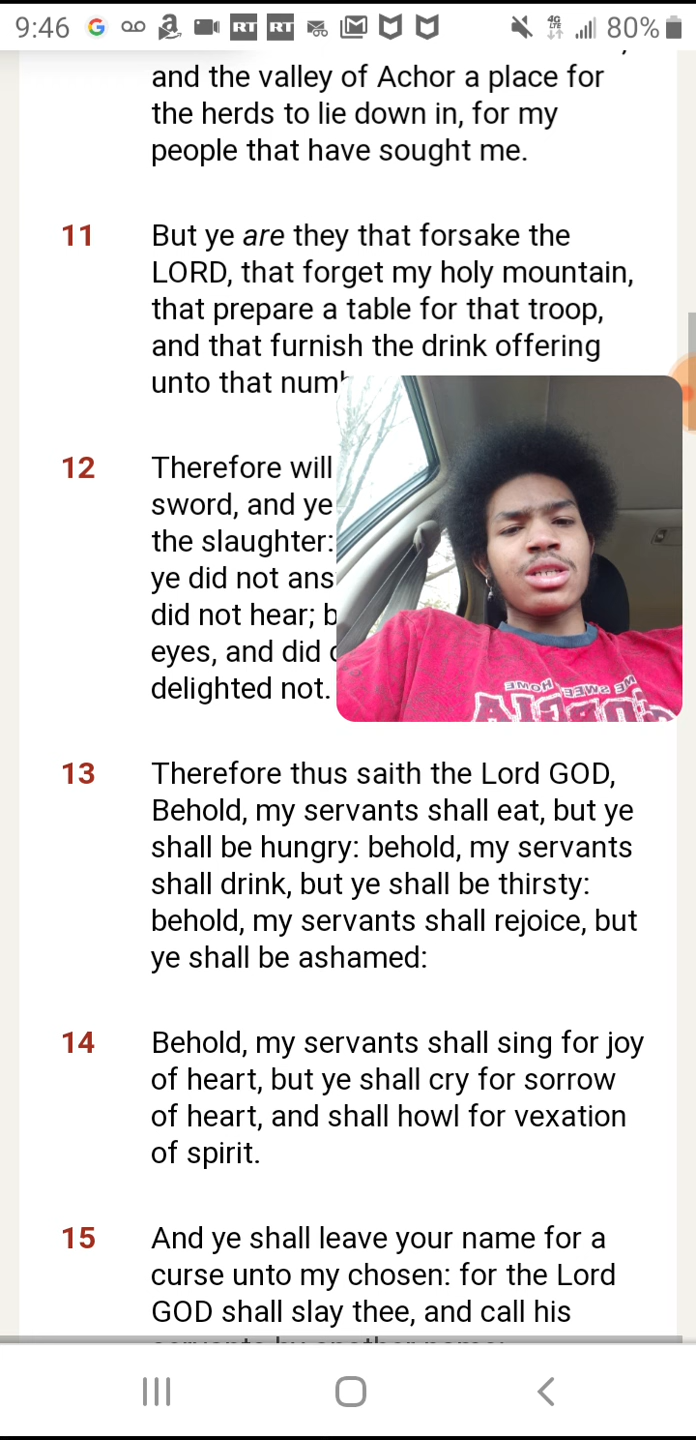 9:46
RT RT
4G
LTE
80%
and the valley of Achor a place for
the herds to lie down in, for my
people that have sought me.
11 But ye are they that forsake the
LORD, that forget my holy mountain,
that prepare a table for that troop,
and that furnish the drink offering
unto that
12 Therefore will
sword, and ye
the slaughter:
ye did not
did not hear;
eyes, and did
delighted not.
SWEET HOME
13 Therefore thus saith the Lord GOD,
Behold, my servants shall eat, but ye
shall be hungry: behold, my servants
shall drink, but ye shall be thirsty:
behold, my servants shall rejoice, but
ye shall be ashamed:
14 Behold, my servants shall sing for joy
of heart, but ye shall cry for sorrow
of heart, and shall howl for vexation
of spirit.
15 And ye shall leave your name for a
curse unto my chosen: for the Lord
GOD shall slay thee, and call his